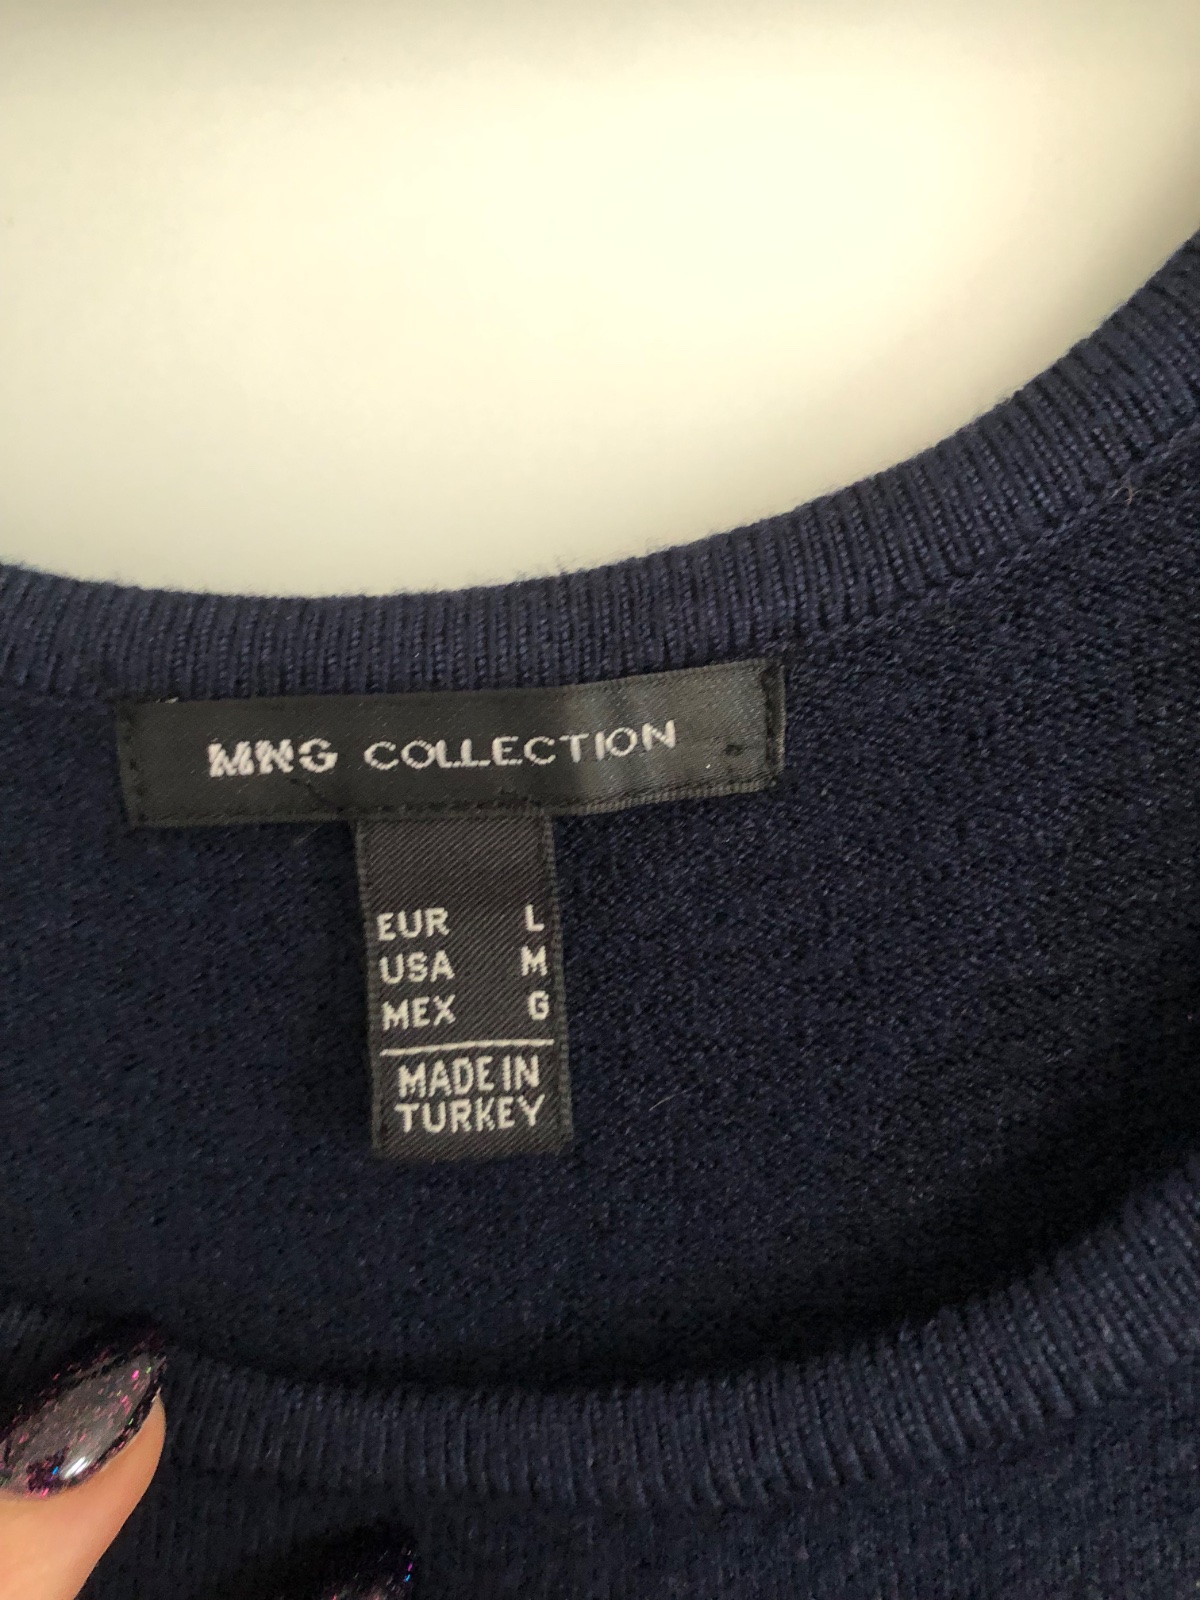 MNG COLLECTION
EUR L
USA M
MEX G
MADE IN
TURKEY